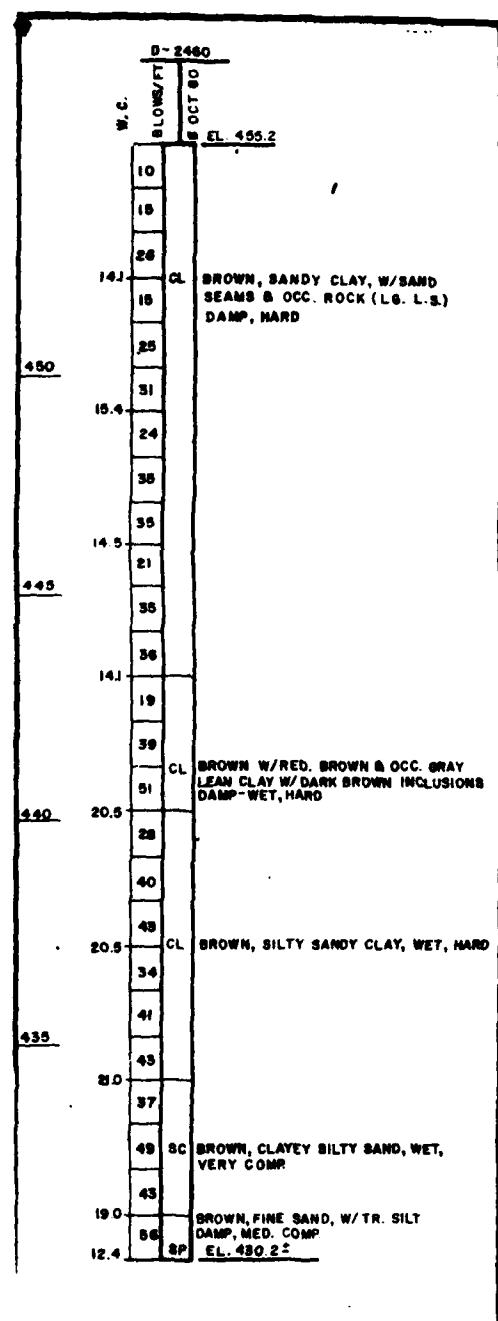 D-2460
W.C.
BLOWS/FT
OCT 80
EL. 455.2
10
15
26
14.1
CL
BROWN, SANDY CLAY, W/SAND
SEAMS & OCC. ROCK (LG. L.S.)
DAMP, HARD
15
25
450
31
15.4
24
38
35
14.5
21
445
35
36
14.1
19
39
CL
BROWN W/RED. BROWN & OCC. GRAY
LEAN CLAY W/ DARK BROWN INCLUSIONS
DAMP-WET, HARD
51
20.5
440
28
40
45
20.5
CL
BROWN, SILTY SANDY CLAY, WET, HARD
34
41
435
43
21.0
37
49
SC
BROWN, CLAYEY SILTY SAND, WET,
VERY COMP.
43
19.0
BROWN, FINE SAND, W/TR. SILT
DAMP, MED. COMP.
56
SP
EL. 430.2±
12.4